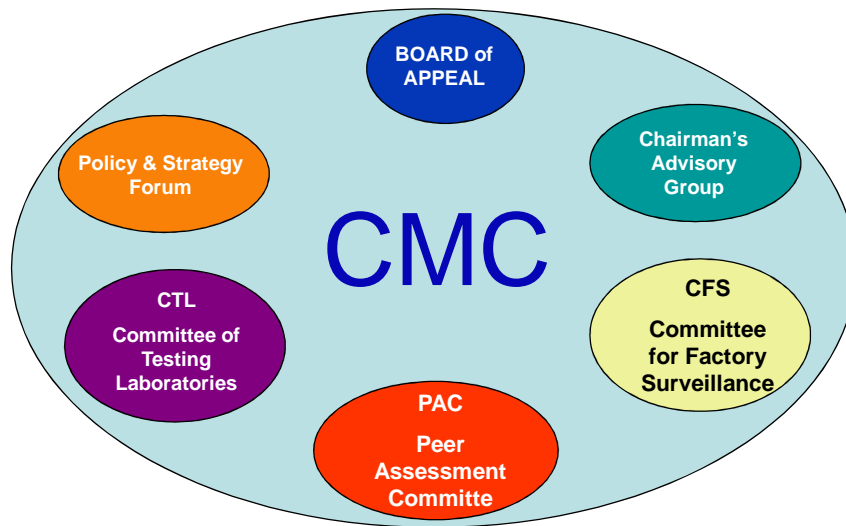 BOARD of
APPEAL
Policy & Strategy
Forum
Chairman's
Advisory
Group
CMC
CTL
Committee of
Testing
Laboratories
CFS
Committee
for Factory
Surveillance
PAC
Peer
Assessment
Committe